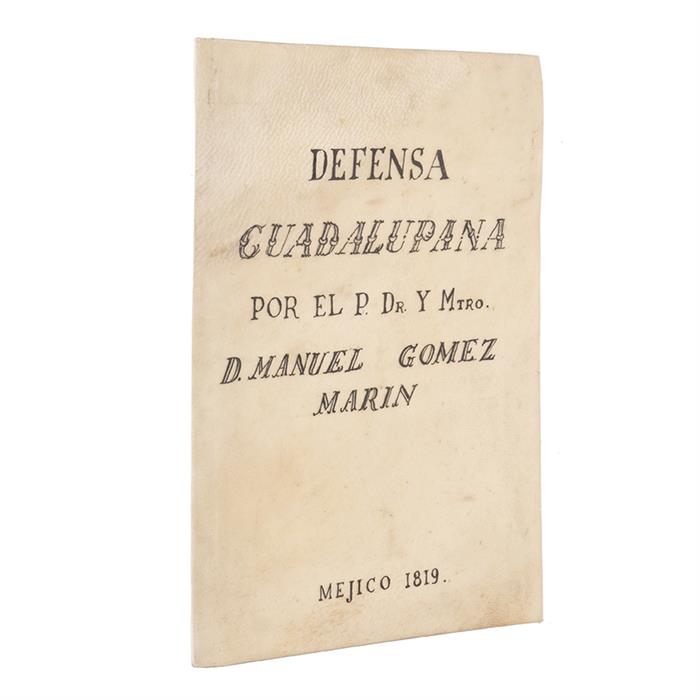 DEFENSA
GUADALUPANA
POR EL P. DR. Y MTRO.
D. MANUEL GOMEZ
MARIN
MEJICO 1819.